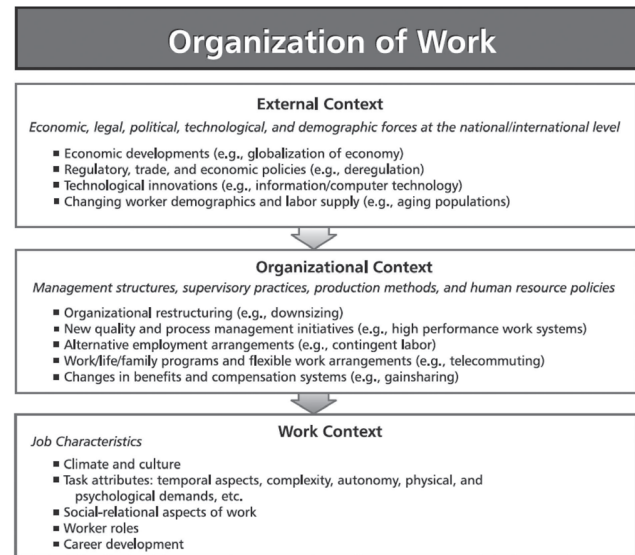 Organization of Work
External Context
Economic, legal, political, technological, and demographic forces at the national/international level
▪ Economic developments (e.g., globalization of economy)
▪ Regulatory, trade, and economic policies (e.g., deregulation)
▪ Technological innovations (e.g., information/computer technology)
▪ Changing worker demographics and labor supply (e.g., aging populations)
Organizational Context
Management structures, supervisory practices, production methods, and human resource policies
▪ Organizational restructuring (e.g., downsizing)
▪ New quality and process management initiatives (e.g., high performance work systems)
▪ Alternative employment arrangements (e.g., contingent labor)
▪ Work/life/family programs and flexible work arrangements (e.g., telecommuting)
▪ Changes in benefits and compensation systems (e.g., gainsharing)
Work Context
Job Characteristics
▪ Climate and culture
▪ Task attributes: temporal aspects, complexity, autonomy, physical, and
psychological demands, etc.
▪ Social-relational aspects of work
▪ Worker roles
▪ Career development